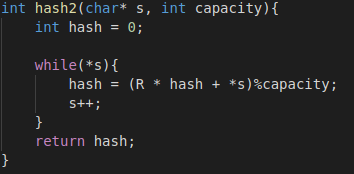 int hash2(char* s, int capacity){
    int hash = 0;

    while(*s){
        hash = (R * hash + *s)%capacity;
        s++;
    }
    return hash;
}